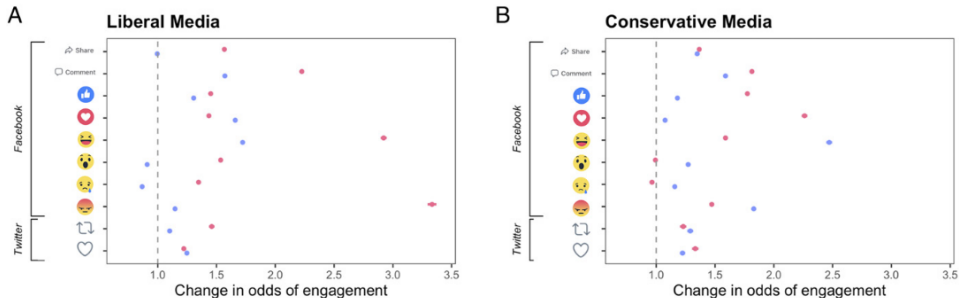 A
Liberal Media
Share
Comment
Facebook
Twitter
1.0 1.5 2.0 2.5 3.0 3.5
Change in odds of engagement
B
Conservative Media
Share
Comment
Facebook
Twitter
1.0 1.5 2.0 2.5 3.0 3.5
Change in odds of engagement